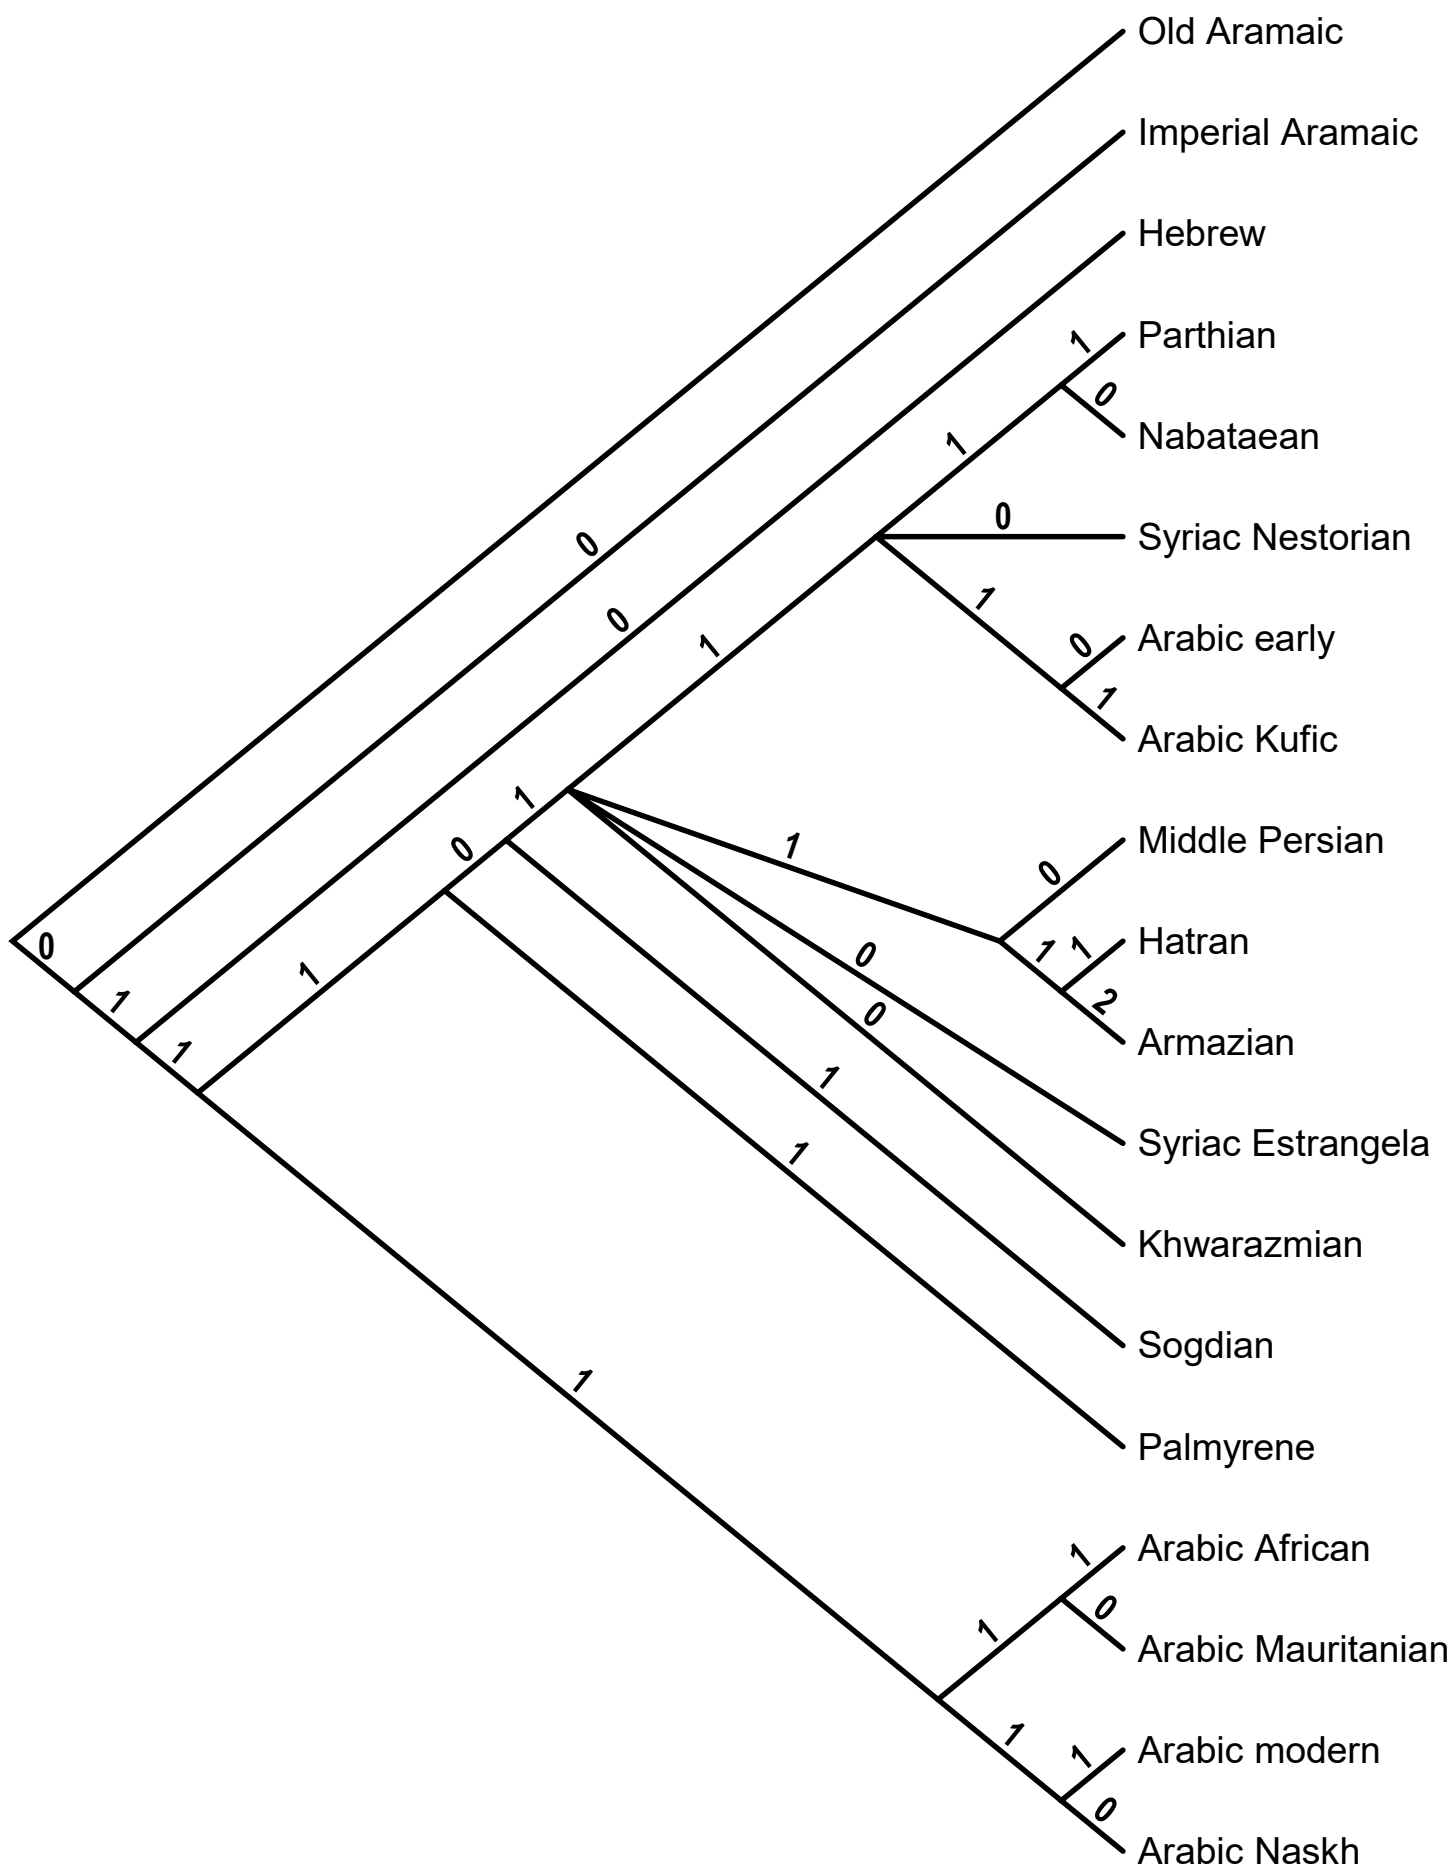 Old Aramaic
Imperial Aramaic
Hebrew
1 Parthian
0
1 Nabataean
0
0 Syriac Nestorian
1
0
0 Arabic early
1
1
Arabic Kufic
1
1 Middle Persian
0
0
1 1 Hatran
0
0
1 2
0 Armazian
1
1
1
Syriac Estrangela
1
Khwarazmian
Sogdian
1
Palmyrene
1 Arabic African
0
1 Arabic Mauritanian
1
1 Arabic modern
0
Arabic Naskh